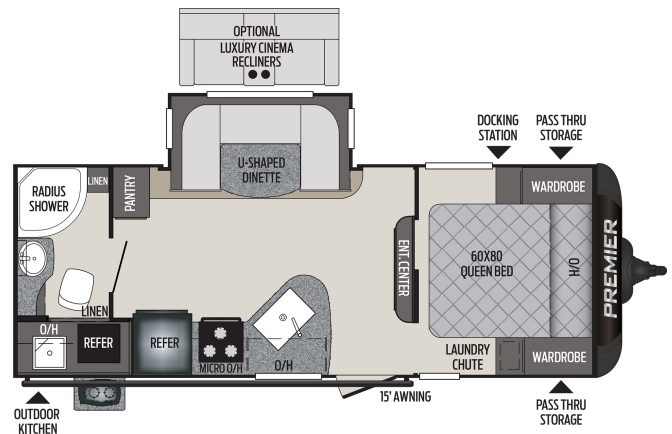 OPTIONAL
LUXURY CINEMA
RECLINERS
U-SHAPED
DINETTE
DOCKING
STATION
PASS THRU
STORAGE
RADIUS
SHOWER
LINEN
PANTRY
WARDROBE
ENT. CENTER
60X80
QUEEN BED
O/H
PREMIER
LINEN
O/H
REFER
REFER
MICRO O/H
O/H
LAUNDRY
CHUTE
WARDROBE
15' AWNING
OUTDOOR
KITCHEN
PASS THRU
STORAGE